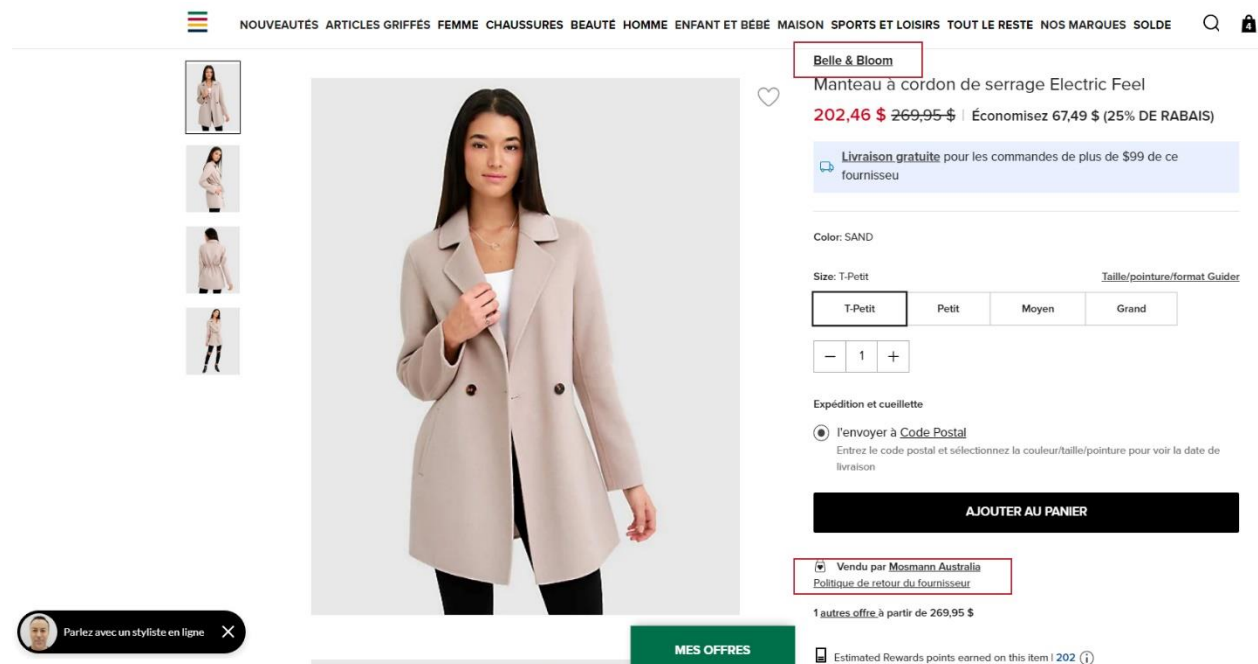 NOUVEAUTÉS ARTICLES GRIFFÉS FEMME CHAUSSURES BEAUTÉ HOMME ENFANT ET BÉBÉ MAISON SPORTS ET LOISIRS TOUT LE RESTE NOS MARQUES SOLDE
4
Belle & Bloom
Manteau à cordon de serrage Electric Feel
202,46 $ 269,95 $ | Économisez 67,49 $ (25% DE RABAIS)
Livraison gratuite pour les commandes de plus de $99 de ce
fournisseu
Color: SAND
Size: T-Petit
Taille/pointure/format Guider
T-Petit Petit Moyen Grand
− 1 +
Expédition et cueillette
l'envoyer à Code Postal
Entrez le code postal et sélectionnez la couleur/taille/pointure pour voir la date de
livraison
AJOUTER AU PANIER
Vendu par Mosmann Australia
Politique de retour du fournisseur
1 autres offre à partir de 269,95 $
Parlez avec un styliste en ligne
MES OFFRES
Estimated Rewards points earned on this item | 202